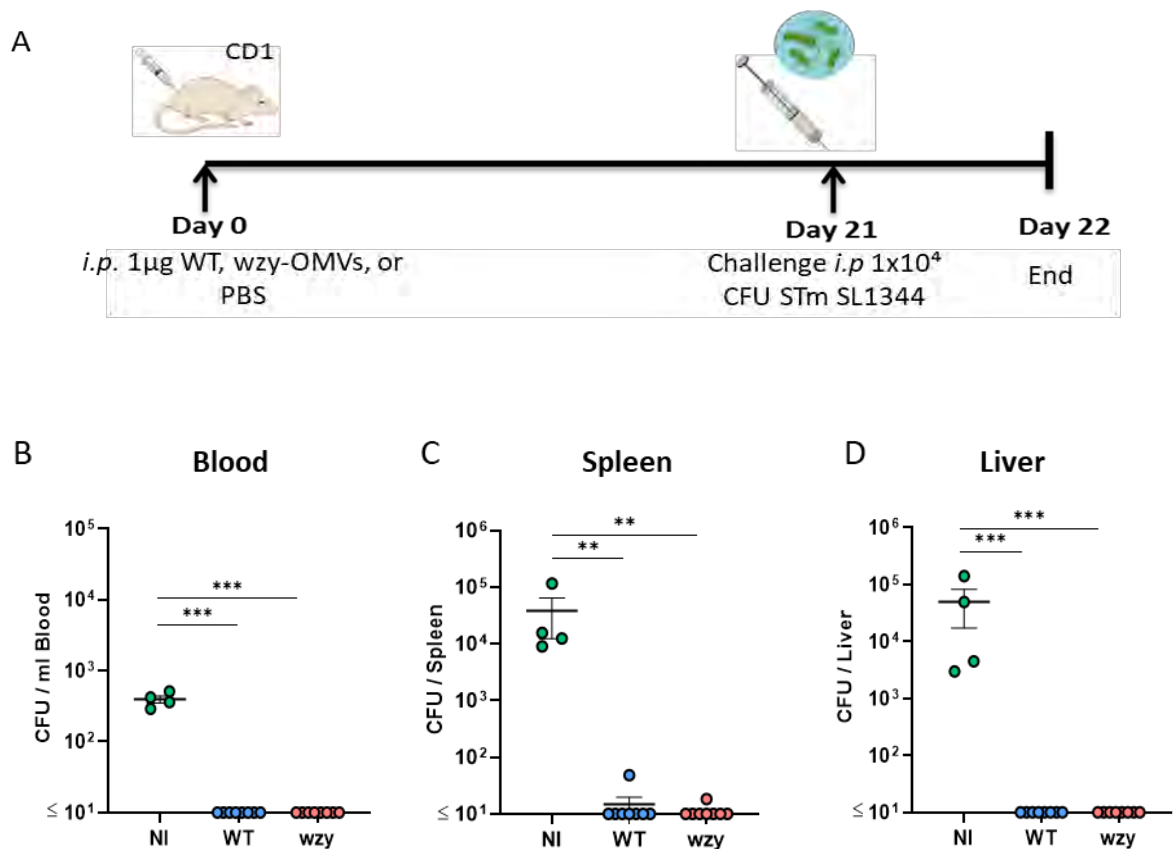 A
CD1
Day 0
Day 21
Day 22
i.p. 1µg WT, wzy-OMVs, or
PBS
Challenge i.p 1x10⁴
CFU STm SL1344
End
B
Blood
CFU / ml Blood
10⁵
10⁴
10³
10²
≤ 10¹
***
***
NI
WT
wzy
C
Spleen
CFU / Spleen
10⁶
10⁵
10⁴
10³
10²
≤ 10¹
**
**
NI
WT
wzy
D
Liver
CFU / Liver
10⁶
10⁵
10⁴
10³
10²
≤ 10¹
***
***
NI
WT
wzy